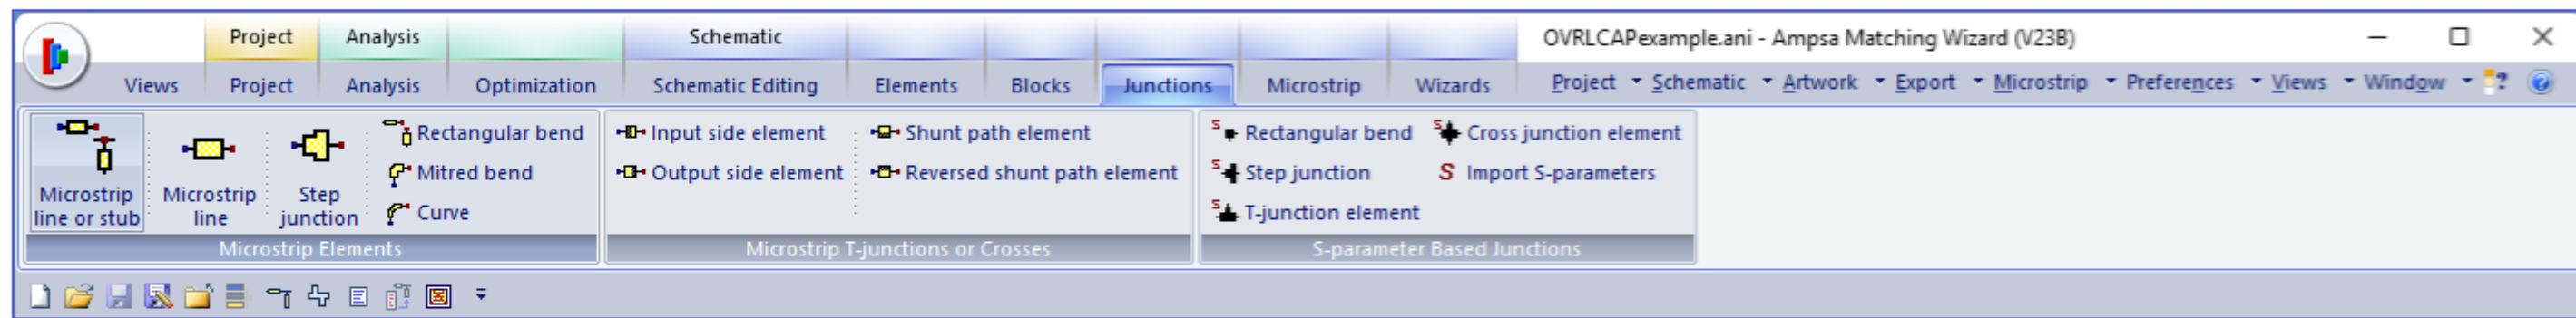 Project Analysis Schematic OVRLCAPexample.ani - Ampsa Matching Wizard (V23B)
Views Project Analysis Optimization Schematic Editing Elements Blocks Junctions Microstrip Wizards Project Schematic Artwork Export Microstrip Preferences Views Window ? ?
Microstrip line or stub
Microstrip line
Step junction
Rectangular bend
Mitred bend
Curve
Microstrip Elements
Input side element
Output side element
Shunt path element
Reversed shunt path element
Microstrip T-junctions or Crosses
S Rectangular bend
S Step junction
S T-junction element
S Cross junction element
S Import S-parameters
S-parameter Based Junctions